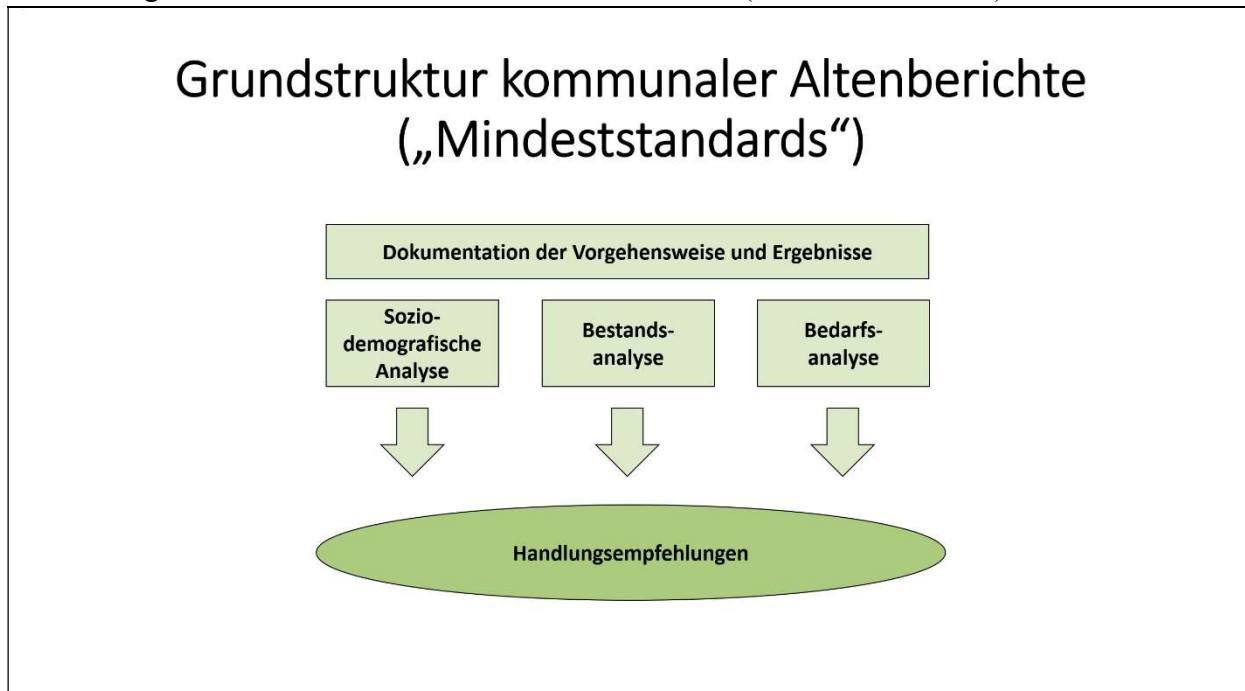 Grundstruktur kommunaler Altenberichte
(„Mindeststandards“)
Dokumentation der Vorgehensweise und Ergebnisse
Sozio-
demografische
Analyse
Bestands-
analyse
Bedarfs-
analyse
Handlungsempfehlungen